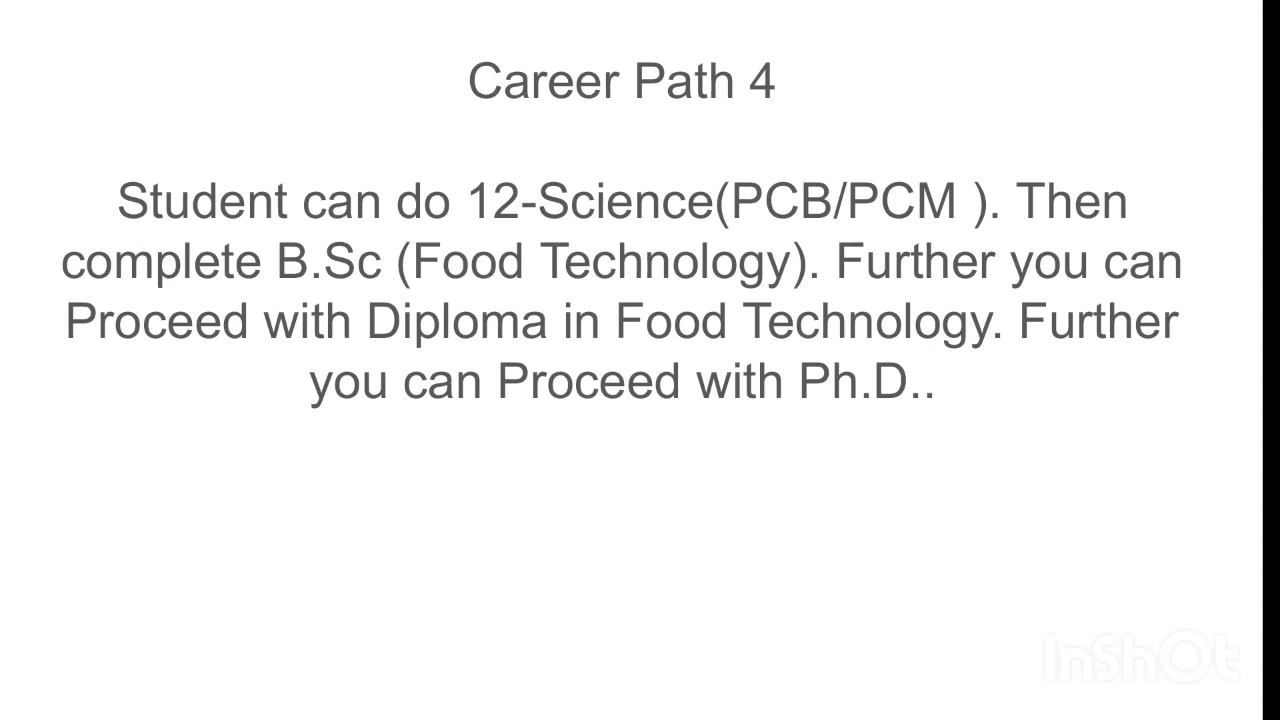 Career Path 4
Student can do 12-Science(PCB/PCM ). Then
complete B.Sc (Food Technology). Further you can
Proceed with Diploma in Food Technology. Further
you can Proceed with Ph.D..
InShOt